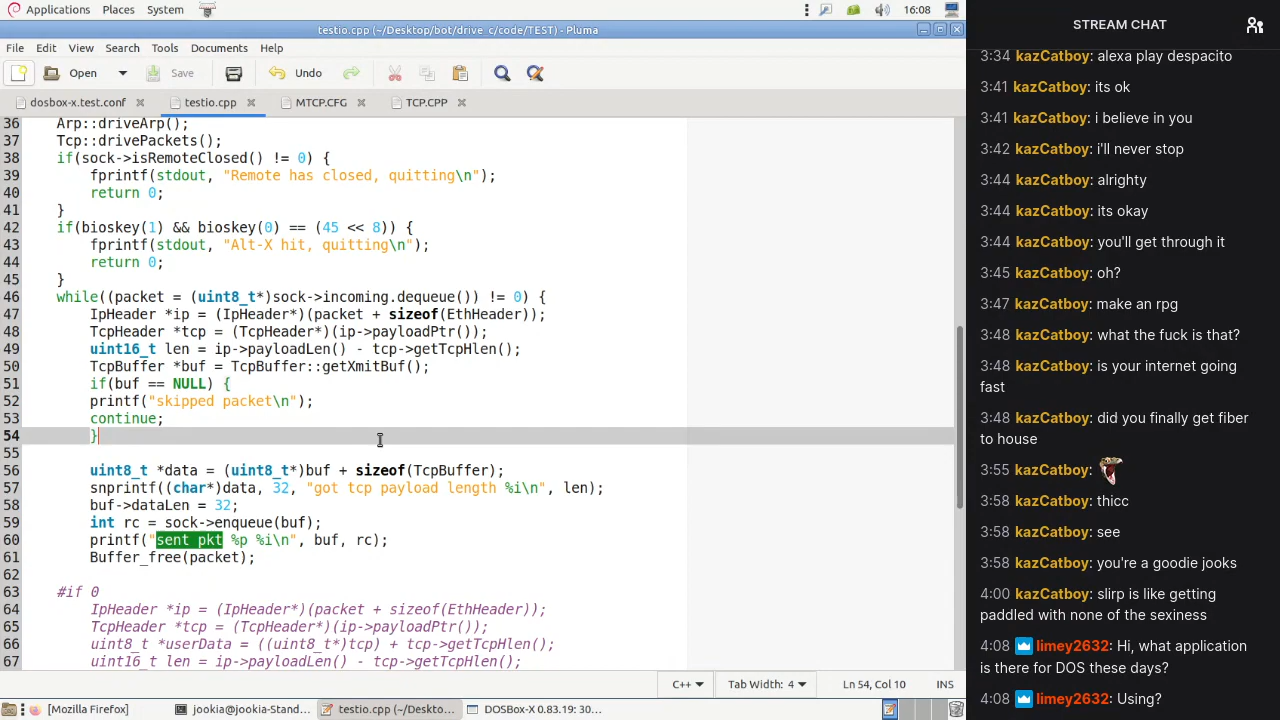 Applications Places System 16:08
testio.cpp (~/Desktop/bot/drive_c/code/TEST) - Pluma
File Edit View Search Tools Documents Help
Open Save Undo
dosbox-x.test.conf testio.cpp MTCP.CFG TCP.CPP
36 Arp::driveArp();
37 Tcp::drivePackets();
38 if(sock->isRemoteClosed() != 0) {
39 fprintf(stdout, "Remote has closed, quitting\n");
40 return 0;
41 }
42 if(bioskey(1) && bioskey(0) == (45 << 8)) {
43 fprintf(stdout, "Alt-X hit, quitting\n");
44 return 0;
45 }
46 while((packet = (uint8_t*)sock->incoming.dequeue()) != 0) {
47 IpHeader *ip = (IpHeader*)(packet + sizeof(EthHeader));
48 TcpHeader *tcp = (TcpHeader*)(ip->payloadPtr());
49 uint16_t len = ip->payloadLen() - tcp->getTcpHlen();
50 TcpBuffer *buf = TcpBuffer::getXmitBuf();
51 if(buf == NULL) {
52 printf("skipped packet\n");
53 continue;
54 }
55
56 uint8_t *data = (uint8_t*)buf + sizeof(TcpBuffer);
57 snprintf((char*)data, 32, "got tcp payload length %i\n", len);
58 buf->dataLen = 32;
59 int rc = sock->enqueue(buf);
60 printf("sent pkt %p %i\n", buf, rc);
61 Buffer_free(packet);
62
63 #if 0
64 IpHeader *ip = (IpHeader*)(packet + sizeof(EthHeader));
65 TcpHeader *tcp = (TcpHeader*)(ip->payloadPtr());
66 uint8_t *userData = ((uint8_t*)tcp) + tcp->getTcpHlen();
67 uint16_t len = ip->payloadLen() - tcp->getTcpHlen();
C++ Tab Width: 4 Ln 54, Col 10 INS
[Mozilla Firefox] jookia@jookia-Stand... testio.cpp (~/Deskto... DOSBox-X 0.83.19: 30...
STREAM CHAT
3:34 kazCatboy: alexa play despacito
3:41 kazCatboy: its ok
3:41 kazCatboy: i believe in you
3:42 kazCatboy: i'll never stop
3:44 kazCatboy: alrighty
3:44 kazCatboy: its okay
3:44 kazCatboy: you'll get through it
3:45 kazCatboy: oh?
3:47 kazCatboy: make an rpg
3:48 kazCatboy: what the fuck is that?
3:48 kazCatboy: is your internet going
fast
3:48 kazCatboy: did you finally get fiber
to house
3:55 kazCatboy:
3:58 kazCatboy: thicc
3:58 kazCatboy: see
3:58 kazCatboy: you're a goodie jooks
4:00 kazCatboy: slirp is like getting
paddled with none of the sexiness
4:08 limey2632: Hi, what application
is there for DOS these days?
4:08 limey2632: Using?